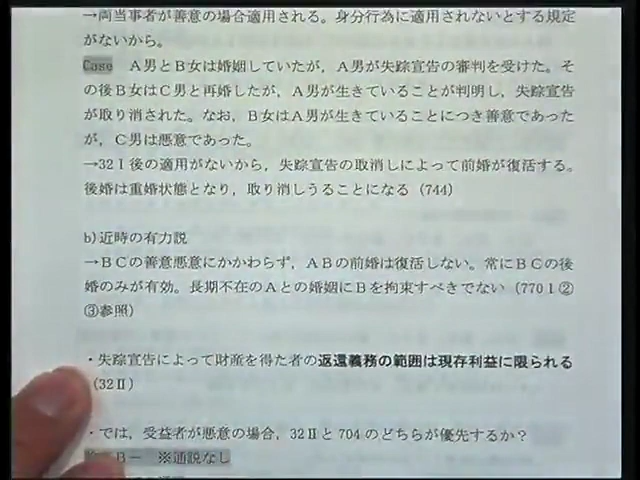 →両当事者が善意の場合適用される。身分行為に適用されないとする規定
がないから。
Case　A男とB女は婚姻していたが，A男が失踪宣告の審判を受けた。そ
の後B女はC男と再婚したが，A男が生きていることが判明し，失踪宣告
が取り消された。なお，B女はA男が生きていることにつき善意であった
が，C男は悪意であった。
→32Ⅰ後の適用がないから，失踪宣告の取消しによって前婚が復活する。
後婚は重婚状態となり，取り消しうることになる（744）
b)近時の有力説
→BCの善意悪意にかかわらず，ABの前婚は復活しない。常にBCの後
婚のみが有効。長期不在のAとの婚姻にBを拘束すべきでない（770Ⅰ②
③参照）
・失踪宣告によって財産を得た者の返還義務の範囲は現存利益に限られる
（32Ⅱ）
・では，受益者が悪意の場合，32Ⅱと704のどちらが優先するか？
B－　※通説なし